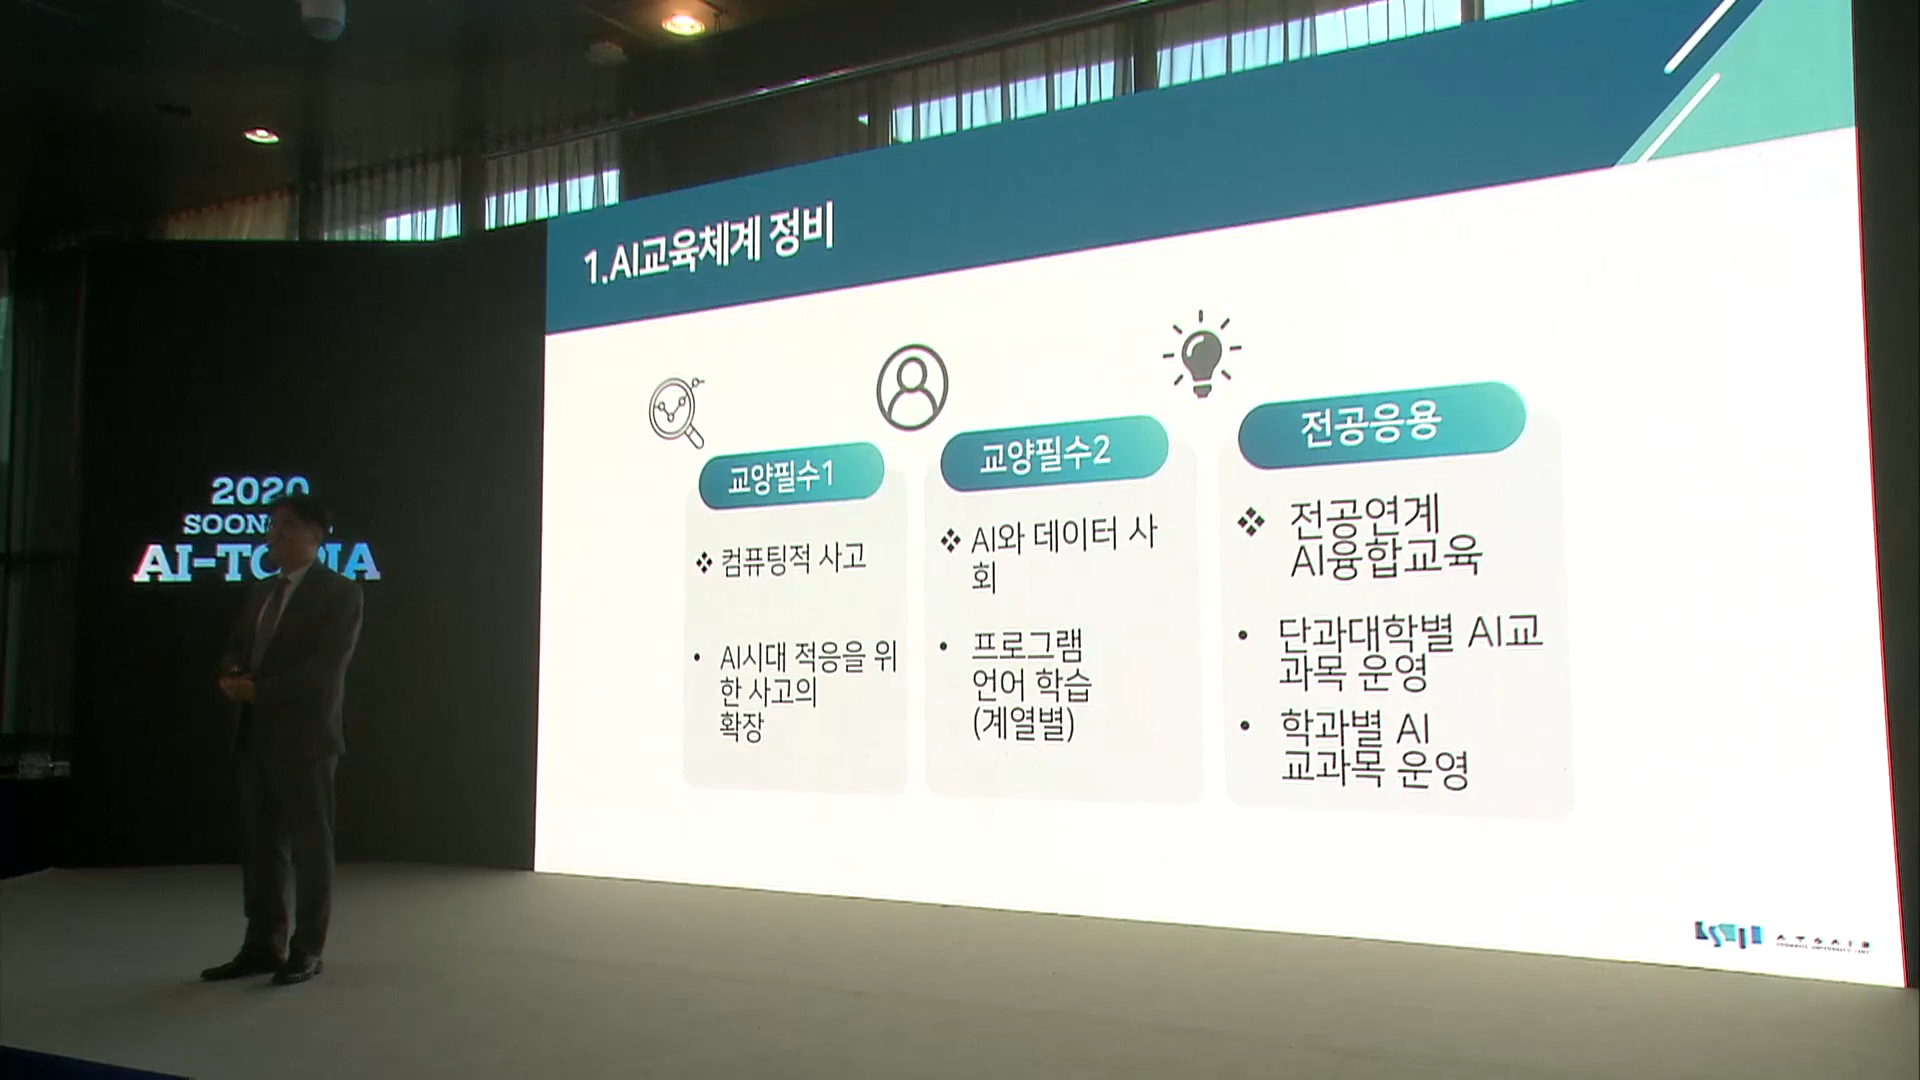 1.AI교육체계 정비
교양필수1
❖ 컴퓨팅적 사고
• AI시대 적응을 위
한 사고의
확장
교양필수2
❖ AI와 데이터 사
회
• 프로그램
언어 학습
(계열별)
전공응용
❖ 전공연계
AI융합교육
• 단과대학별 AI교
과목 운영
• 학과별 AI
교과목 운영
2020